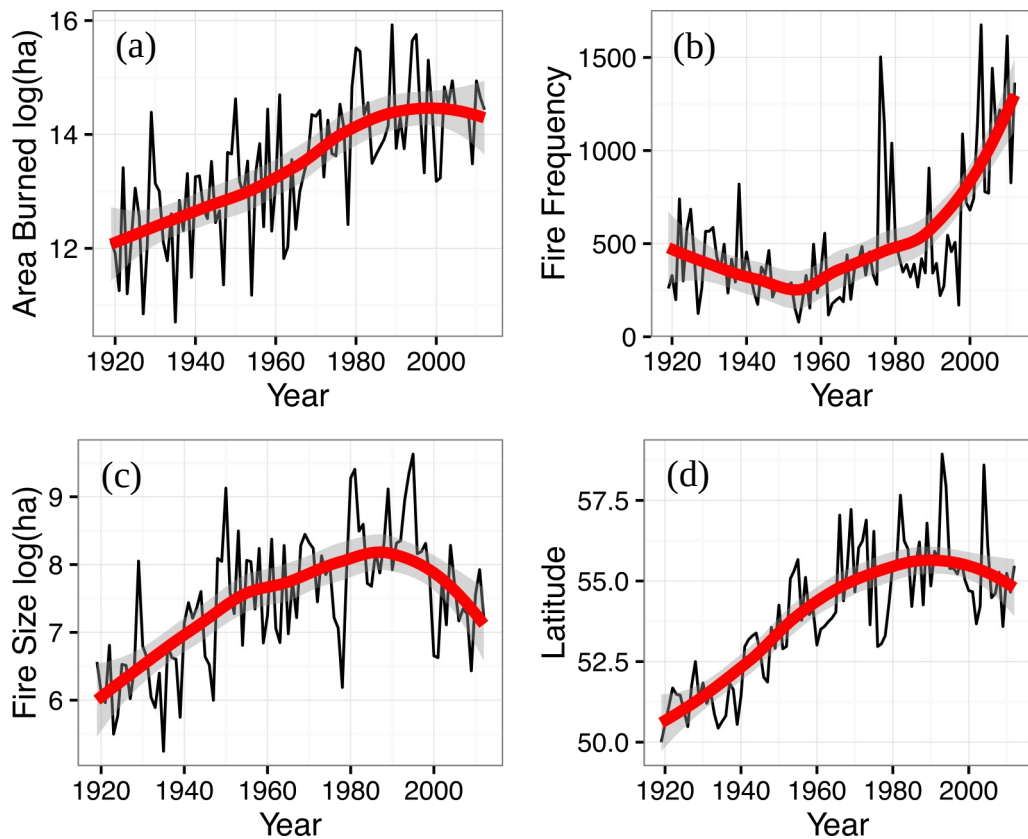 (a)
Area Burned log(ha)
16
14
12
1920 1940 1960 1980 2000
Year
(b)
Fire Frequency
1500
1000
500
0
1920 1940 1960 1980 2000
Year
(c)
Fire Size log(ha)
9
8
7
6
1920 1940 1960 1980 2000
Year
(d)
Latitude
57.5
55.0
52.5
50.0
1920 1940 1960 1980 2000
Year